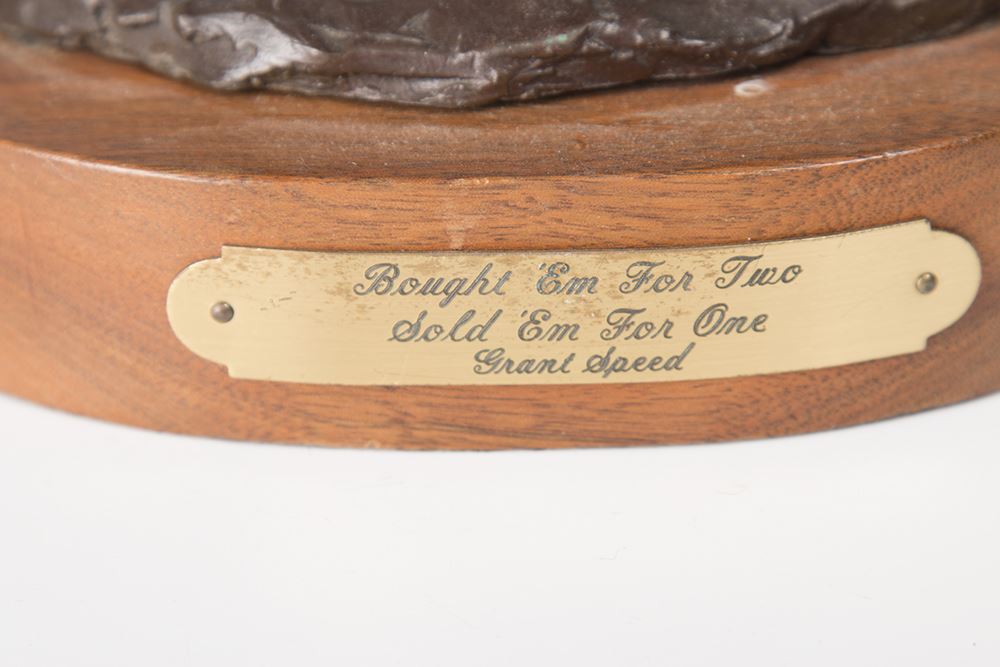 Bought 'Em For Two
Sold 'Em For One
Grant Speed